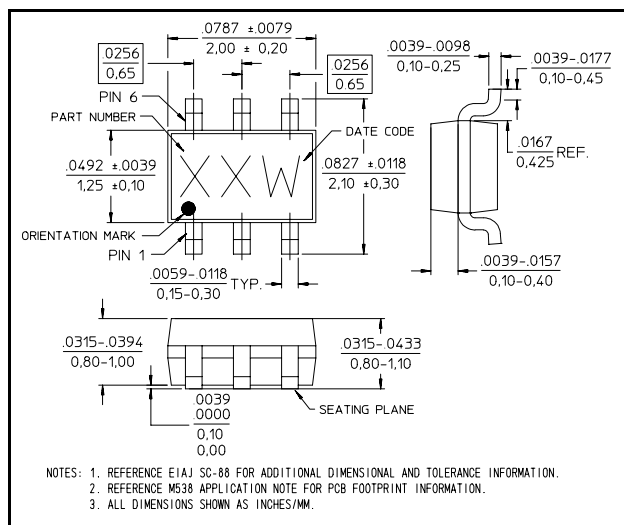 .0787 ±.0079
2,00 ± 0,20
.0256
0,65
.0256
0.65
.0039-.0098
0,10-0,25
.0039-.0177
0,10-0,45
PIN 6
PART NUMBER
DATE CODE
.0492 ±.0039
1,25 ±0,10
XXW
.0827 ±.0118
2,10 ±0,30
.0167
0,425 REF.
ORIENTATION MARK
PIN 1
.0059-.0118
0,15-0,30 TYP.
.0039-.0157
0,10-0,40
.0315-.0394
0,80-1,00
.0315-.0433
0,80-1,10
.0039
.0000
0,10
0,00
SEATING PLANE
NOTES: 1. REFERENCE EIAJ SC-88 FOR ADDITIONAL DIMENSIONAL AND TOLERANCE INFORMATION.
2. REFERENCE M538 APPLICATION NOTE FOR PCB FOOTPRINT INFORMATION.
3. ALL DIMENSIONS SHOWN AS INCHES/MM.